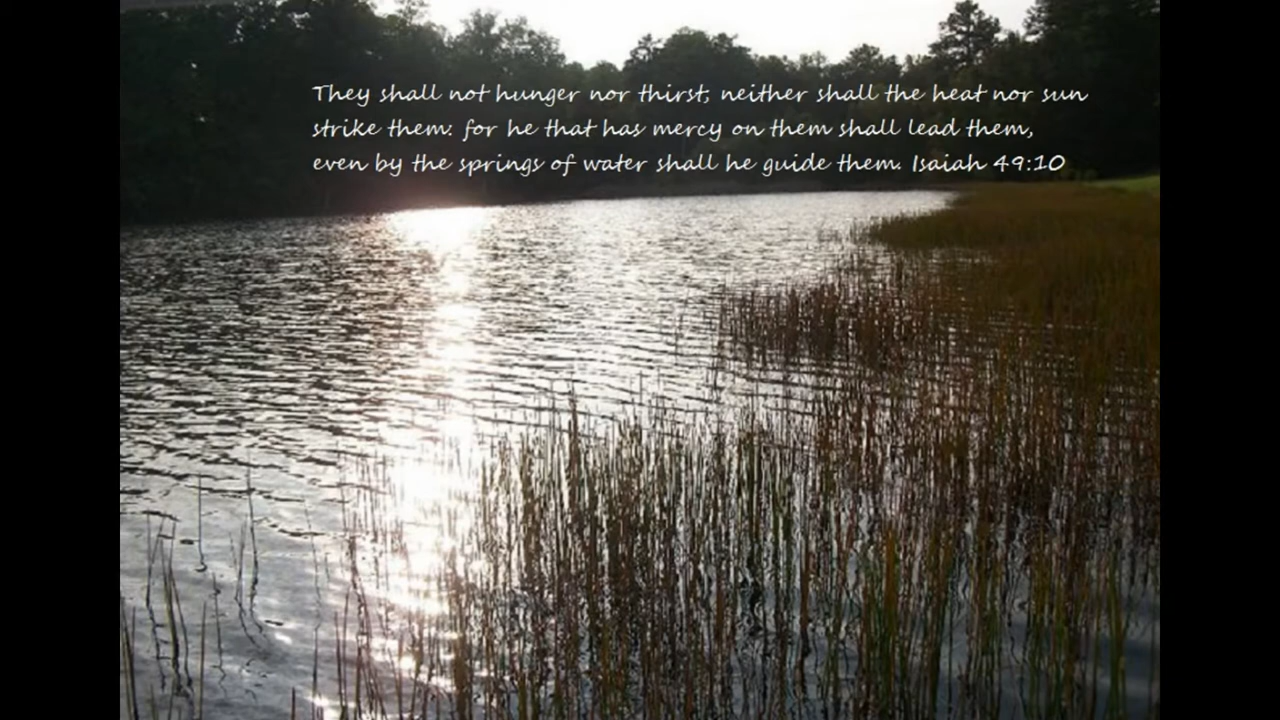 They shall not hunger nor thirst; neither shall the heat nor sun
strike them: for he that has mercy on them shall lead them,
even by the springs of water shall he guide them. Isaiah 49:10